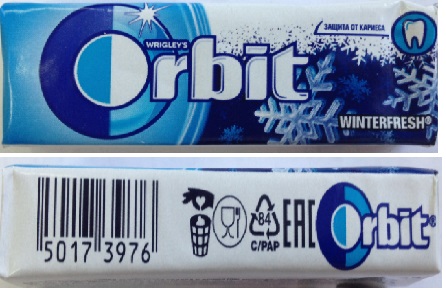 WRIGLEY'S
Orbit
ЗАЩИТА ОТ КАРИЕСА
WINTERFRESH®
5017 3976
84
C/PAP
EAC
Orbit®